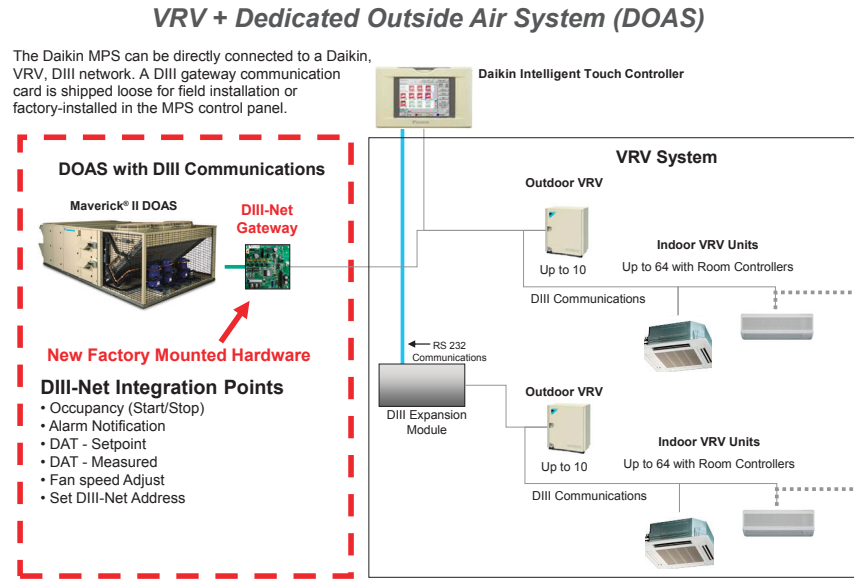 VRV + Dedicated Outside Air System (DOAS)
The Daikin MPS can be directly connected to a Daikin,
VRV, DIII network. A DIII gateway communication
card is shipped loose for field installation or
factory-installed in the MPS control panel.
Daikin Intelligent Touch Controller
DOAS with DIII Communications
Maverick® II DOAS
DIII-Net
Gateway
New Factory Mounted Hardware
DIII-Net Integration Points
• Occupancy (Start/Stop)
• Alarm Notification
• DAT - Setpoint
• DAT - Measured
• Fan speed Adjust
• Set DIII-Net Address
VRV System
Outdoor VRV
Up to 10
Indoor VRV Units
Up to 64 with Room Controllers
DIII Communications
RS 232
Communications
DIII Expansion
Module
Outdoor VRV
Up to 10
Indoor VRV Units
Up to 64 with Room Controllers
DIII Communications